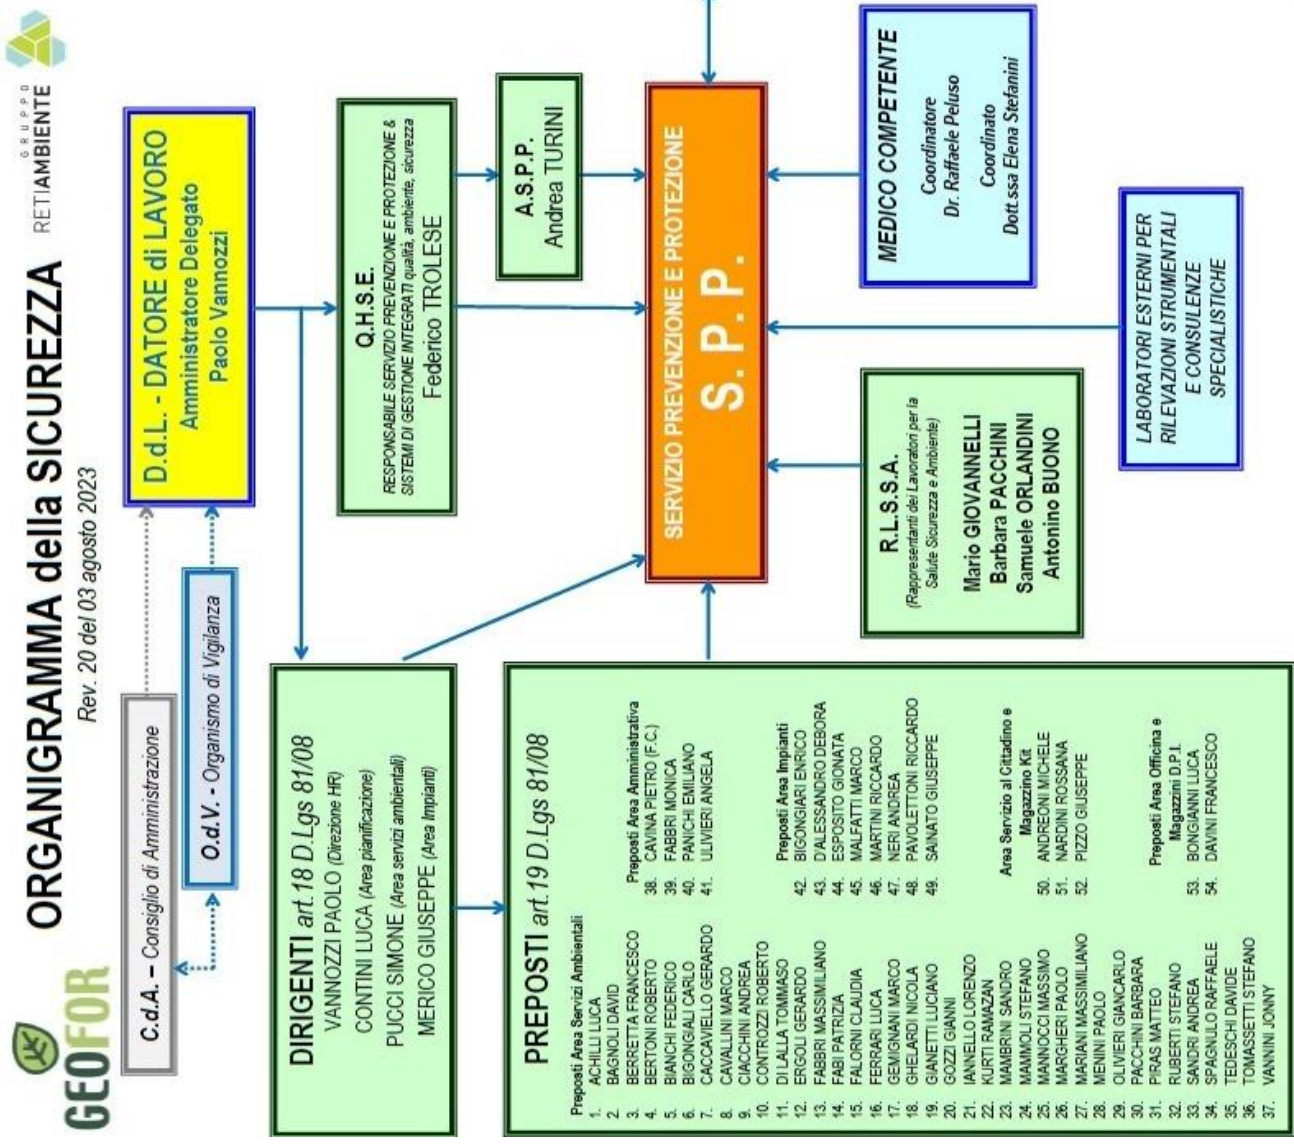 GEOFOR
ORGANIGRAMMA della SICUREZZA
Rev. 20 del 03 agosto 2023
GRUPPO
RETIAMBIENTE
C.d.A. – Consiglio di Amministrazione
O.d.V. - Organismo di Vigilanza
D.d.L. - DATORE di LAVORO
Amministratore Delegato
Paolo Vannozzi
DIRIGENTI art.18 D.Lgs 81/08
VANNOZZI PAOLO (Direzione HR)
CONTINI LUCA (Area pianificazione)
PUCCI SIMONE (Area servizi ambientali)
MERICO GIUSEPPE (Area Impianti)
Q.H.S.E.
RESPONSABILE SERVIZIO PREVENZIONE E PROTEZIONE &
SISTEMI DI GESTIONE INTEGRATI qualità, ambiente, sicurezza
Federico TROLESE
A.S.P.P.
Andrea TURINI
PREPOSTI art.19 D.Lgs 81/08
Preposti Area Servizi Ambientali
1. ACHILLI LUCA
2. BAGNOLI DAVID
3. BERRETTA FRANCESCO
4. BERTONI ROBERTO
5. BIANCHI FEDERICO
6. BIGONGIALI CARLO
7. CACCAVIELLO GERARDO
8. CAVALLINI MARCO
9. CIACCHINI ANDREA
10. CONTROZZI ROBERTO
11. DI LALLA TOMMASO
12. ERGOLI GERARDO
13. FABBRI MASSIMILIANO
14. FABI PATRIZIA
15. FALORNI CLAUDIA
16. FERRARI LUCA
17. GEMIGNANI MARCO
18. GHELARDI NICOLA
19. GIANETTI LUCIANO
20. GOZZI GIANNI
21. IANNELLO LORENZO
22. KURTI RAMAZAN
23. MAMBRINI SANDRO
24. MAMMOLI STEFANO
25. MANNOCCI MASSIMO
26. MARGHERI PAOLO
27. MARIANI MASSIMILIANO
28. MENINI PAOLO
29. OLIVIERI GIANCARLO
30. PACCHINI BARBARA
31. PIRAS MATTEO
32. RUBERTI STEFANO
33. SANDRI ANDREA
34. SPAGNULO RAFFAELE
35. TEDESCHI DAVIDE
36. TOMASSETTI STEFANO
37. VANNINI JONNY
Preposti Area Amministrativa
38. CAVINA PIETRO (F.C.)
39. FABBRI MONICA
40. PANICHI EMILIANO
41. ULIVIERI ANGELA
Preposti Area Impianti
42. BIGONGIARI ENRICO
43. D'ALESSANDRO DEBORA
44. ESPOSITO GIONATA
45. MALFATTI MARCO
46. MARTINI RICCARDO
47. NERI ANDREA
48. PAVOLETTONI RICCARDO
49. SAINATO GIUSEPPE
Area Servizio al Cittadino e
Magazzino Kit
50. ANDREONI MICHELE
51. NARDINI ROSSANA
52. PIZZO GIUSEPPE
Preposti Area Officina e
Magazzini D.P.I.
53. BONGIANNI LUCA
54. DAVINI FRANCESCO
SERVIZIO PREVENZIONE E PROTEZIONE
S. P. P.
R.L.S.S.A.
(Rappresentanti dei Lavoratori per la
Salute Sicurezza e Ambiente)
Mario GIOVANNELLI
Barbara PACCHINI
Samuele ORLANDINI
Antonino BUONO
MEDICO COMPETENTE
Coordinatore
Dr. Raffaele Peluso
Coordinato
Dott.ssa Elena Stefanini
LABORATORI ESTERNI PER
RILEVAZIONI STRUMENTALI
E CONSULENZE
SPECIALISTICHE